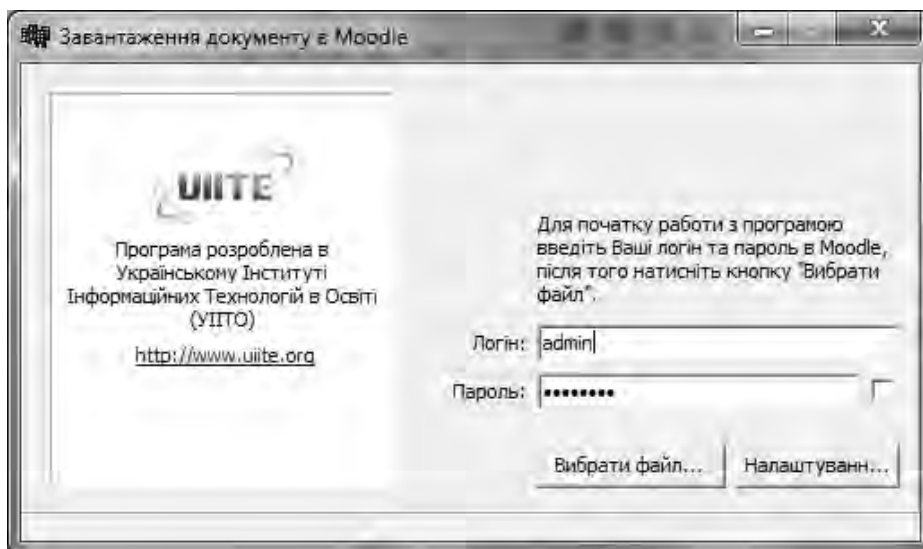 Завантаження документу в Moodle
UIITE
Програма розроблена в
Українському Інституті
Інформаційних Технологій в Освіті
(УІІТО)
http://www.uiite.org
Для початку работи з програмою
введіть Ваші логін та пароль в Moodle,
після того натисніть кнопку "Вибрати
файл".
Логін: admin
Пароль: ••••••••
Вибрати файл... Налаштуванн...